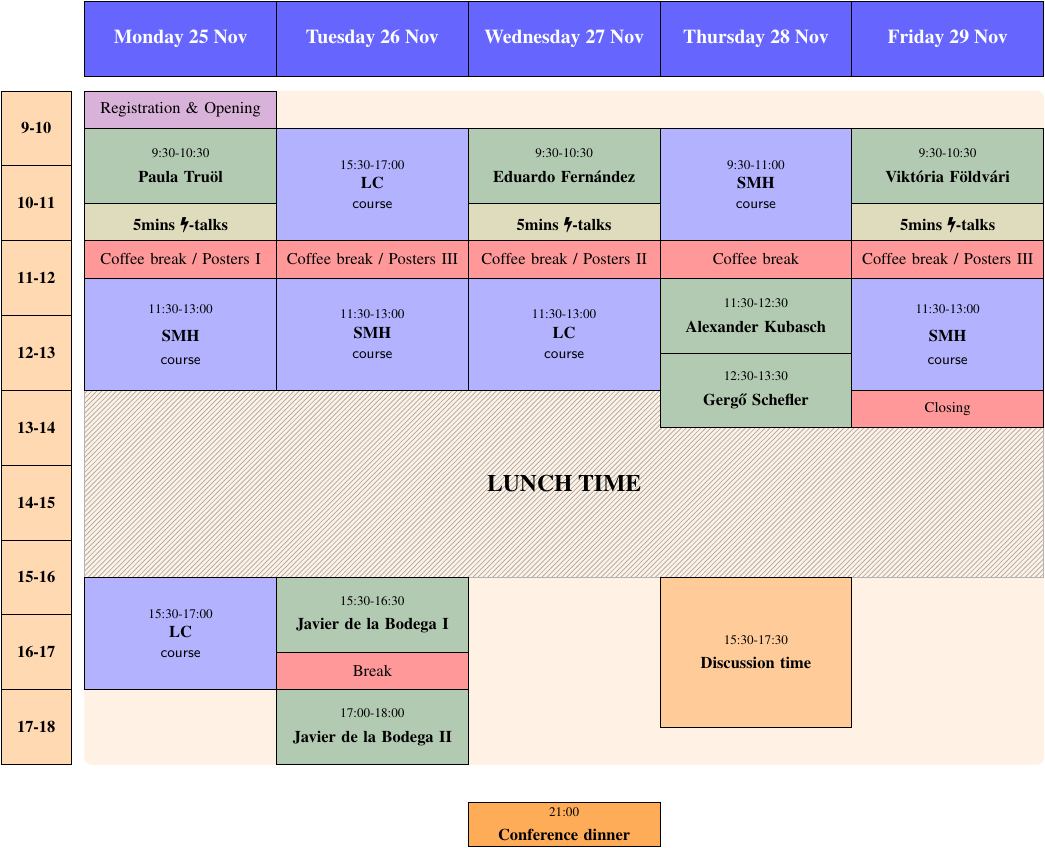 Monday 25 Nov
Tuesday 26 Nov
Wednesday 27 Nov
Thursday 28 Nov
Friday 29 Nov
9-10
10-11
11-12
12-13
13-14
14-15
15-16
16-17
17-18
Registration & Opening
9:30-10:30
Paula Truöl
5mins -talks
Coffee break / Posters I
11:30-13:00
SMH
course
15:30-17:00
LC
course
15:30-17:00
LC
course
Coffee break / Posters III
11:30-13:00
SMH
course
15:30-16:30
Javier de la Bodega I
Break
17:00-18:00
Javier de la Bodega II
9:30-10:30
Eduardo Fernández
5mins -talks
Coffee break / Posters II
11:30-13:00
LC
course
LUNCH TIME
21:00
Conference dinner
9:30-11:00
SMH
course
Coffee break
11:30-12:30
Alexander Kubasch
12:30-13:30
Gergő Schefler
15:30-17:30
Discussion time
9:30-10:30
Viktória Földvári
5mins -talks
Coffee break / Posters III
11:30-13:00
SMH
course
Closing